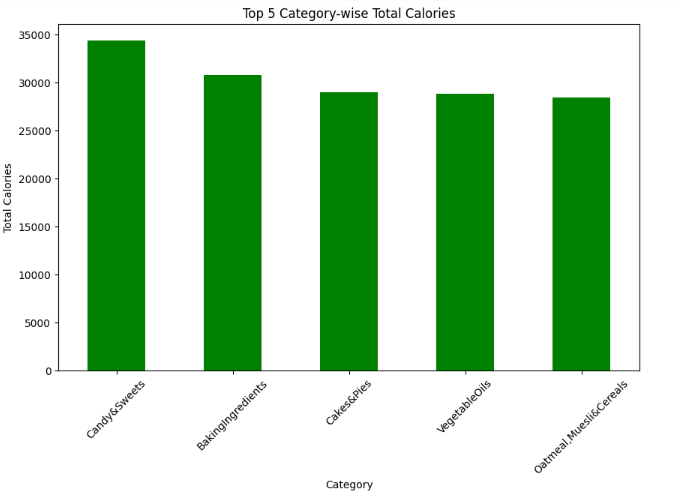 Top 5 Category-wise Total Calories
Total Calories
35000
30000
25000
20000
15000
10000
5000
0
Candy&Sweets
BakingIngredients
Cakes&Pies
VegetableOils
Oatmeal,Muesli&Cereals
Category